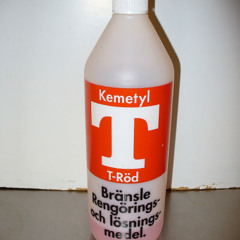 Kemetyl
T
T-Röd
Bränsle
Rengörings-
och lösnings-
medel.